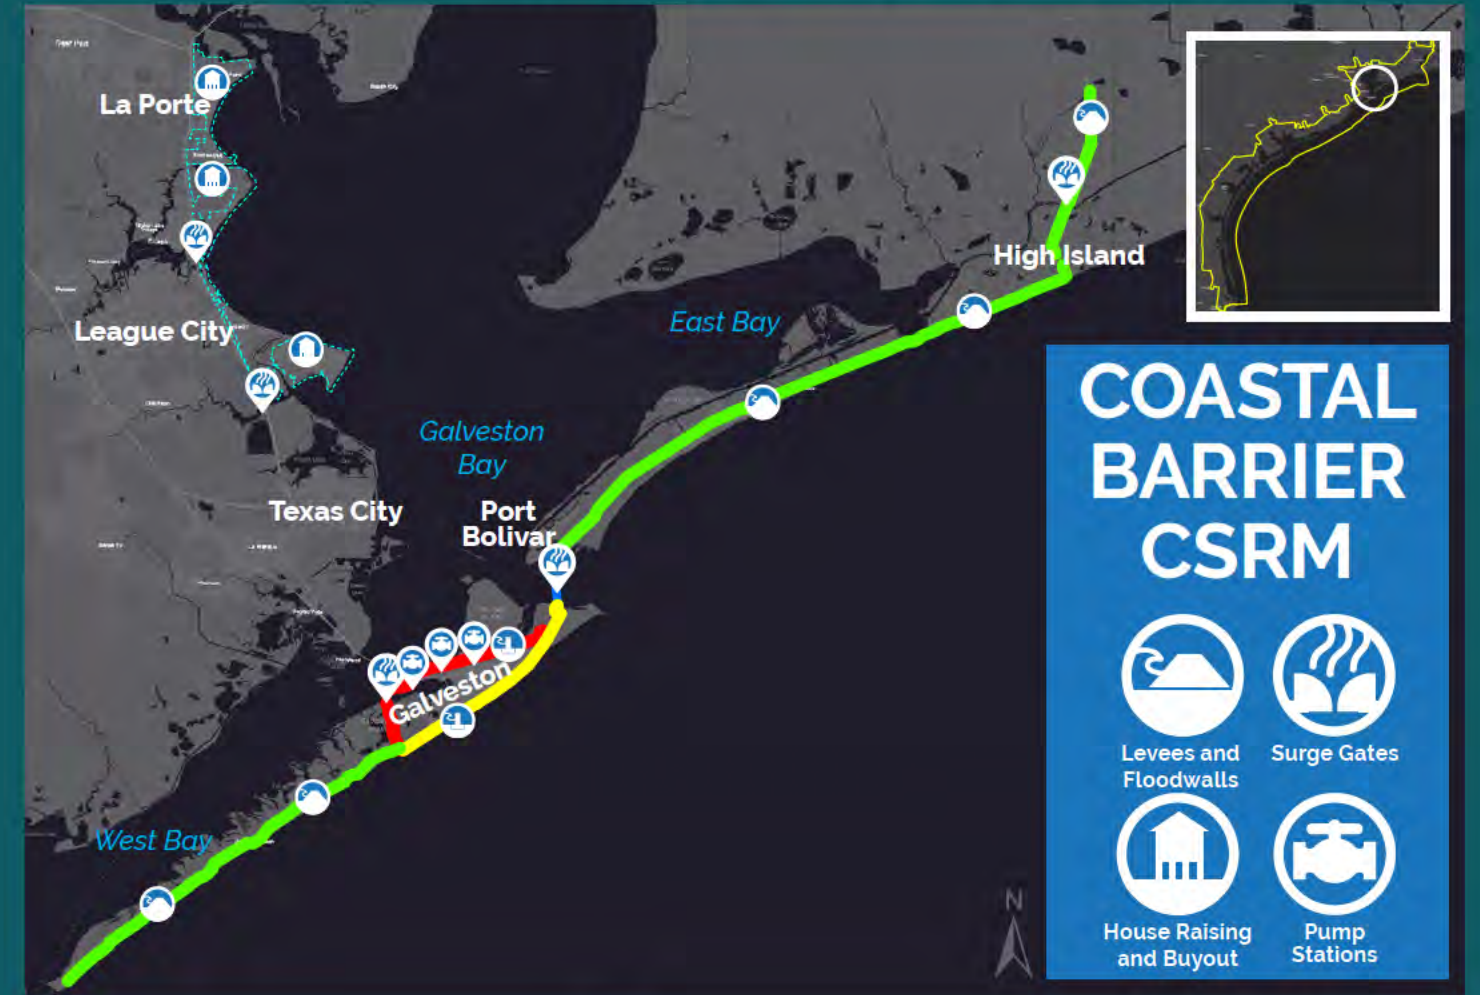 La Porte
High Island
East Bay
League City
Galveston
Bay
Texas City
Port
Bolivar
Galveston
West Bay
N
COASTAL
BARRIER
CSRM
Levees and
Floodwalls
Surge Gates
House Raising
and Buyout
Pump
Stations